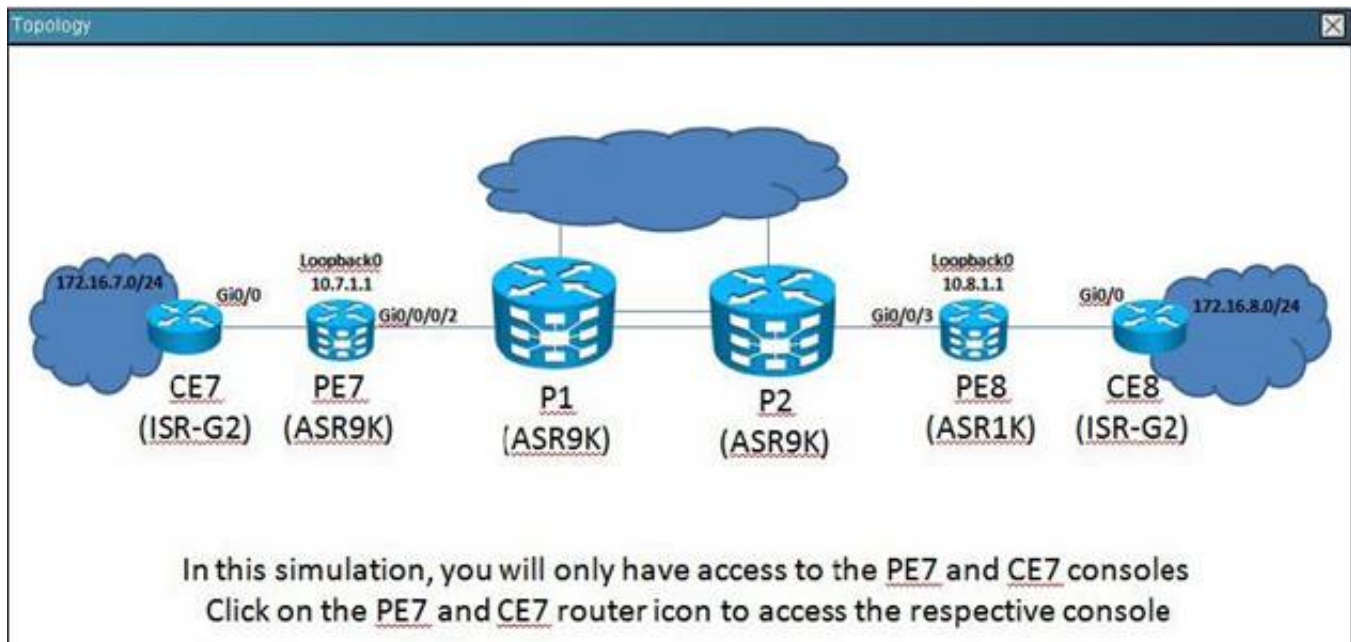 Topology
Loopback0
10.7.1.1
Loopback0
10.8.1.1
172.16.7.0/24
Gi0/0
Gi0/0/0/2
Gi0/0/3
Gi0/0
172.16.8.0/24
CE7
(ISR-G2)
PE7
(ASR9K)
P1
(ASR9K)
P2
(ASR9K)
PE8
(ASR1K)
CE8
(ISR-G2)
In this simulation, you will only have access to the PE7 and CE7 consoles
Click on the PE7 and CE7 router icon to access the respective console